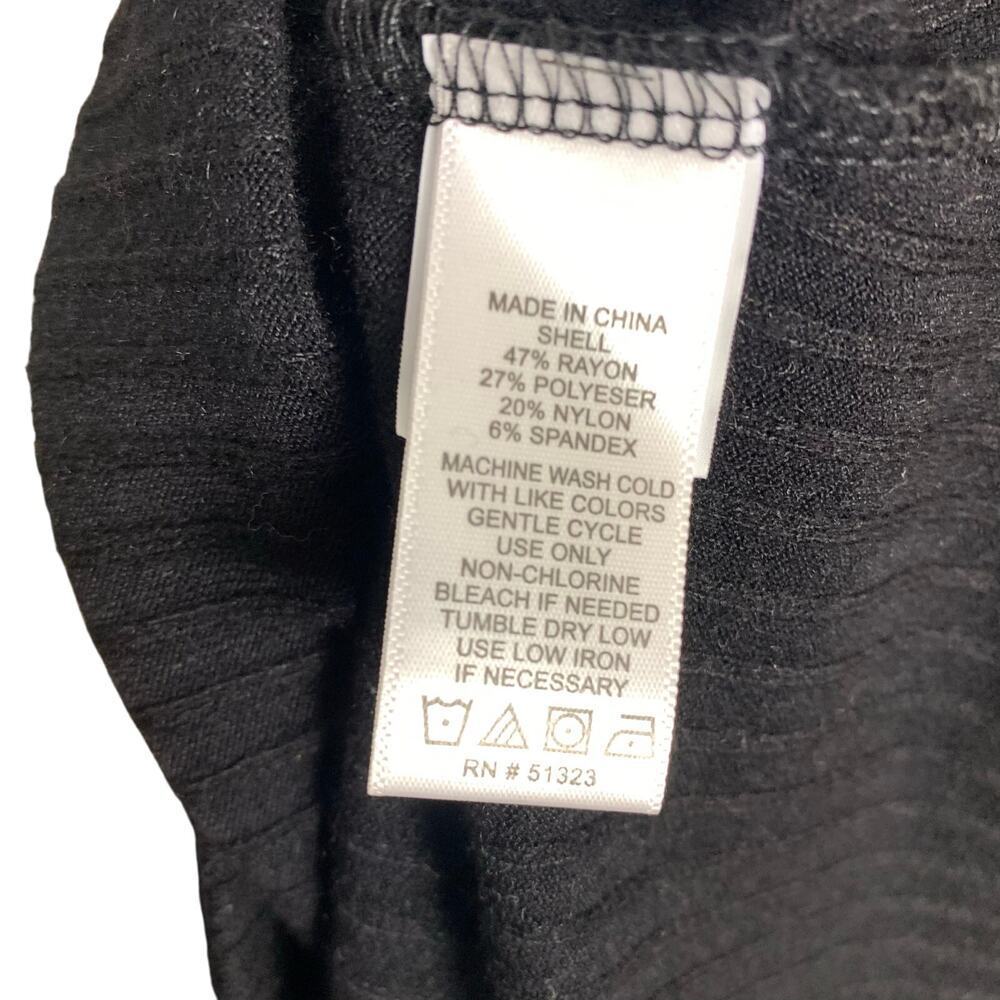 MADE IN CHINA
SHELL
47% RAYON
27% POLYESER
20% NYLON
6% SPANDEX
MACHINE WASH COLD
WITH LIKE COLORS
GENTLE CYCLE
USE ONLY
NON-CHLORINE
BLEACH IF NEEDED
TUMBLE DRY LOW
USE LOW IRON
IF NECESSARY
RN # 51323